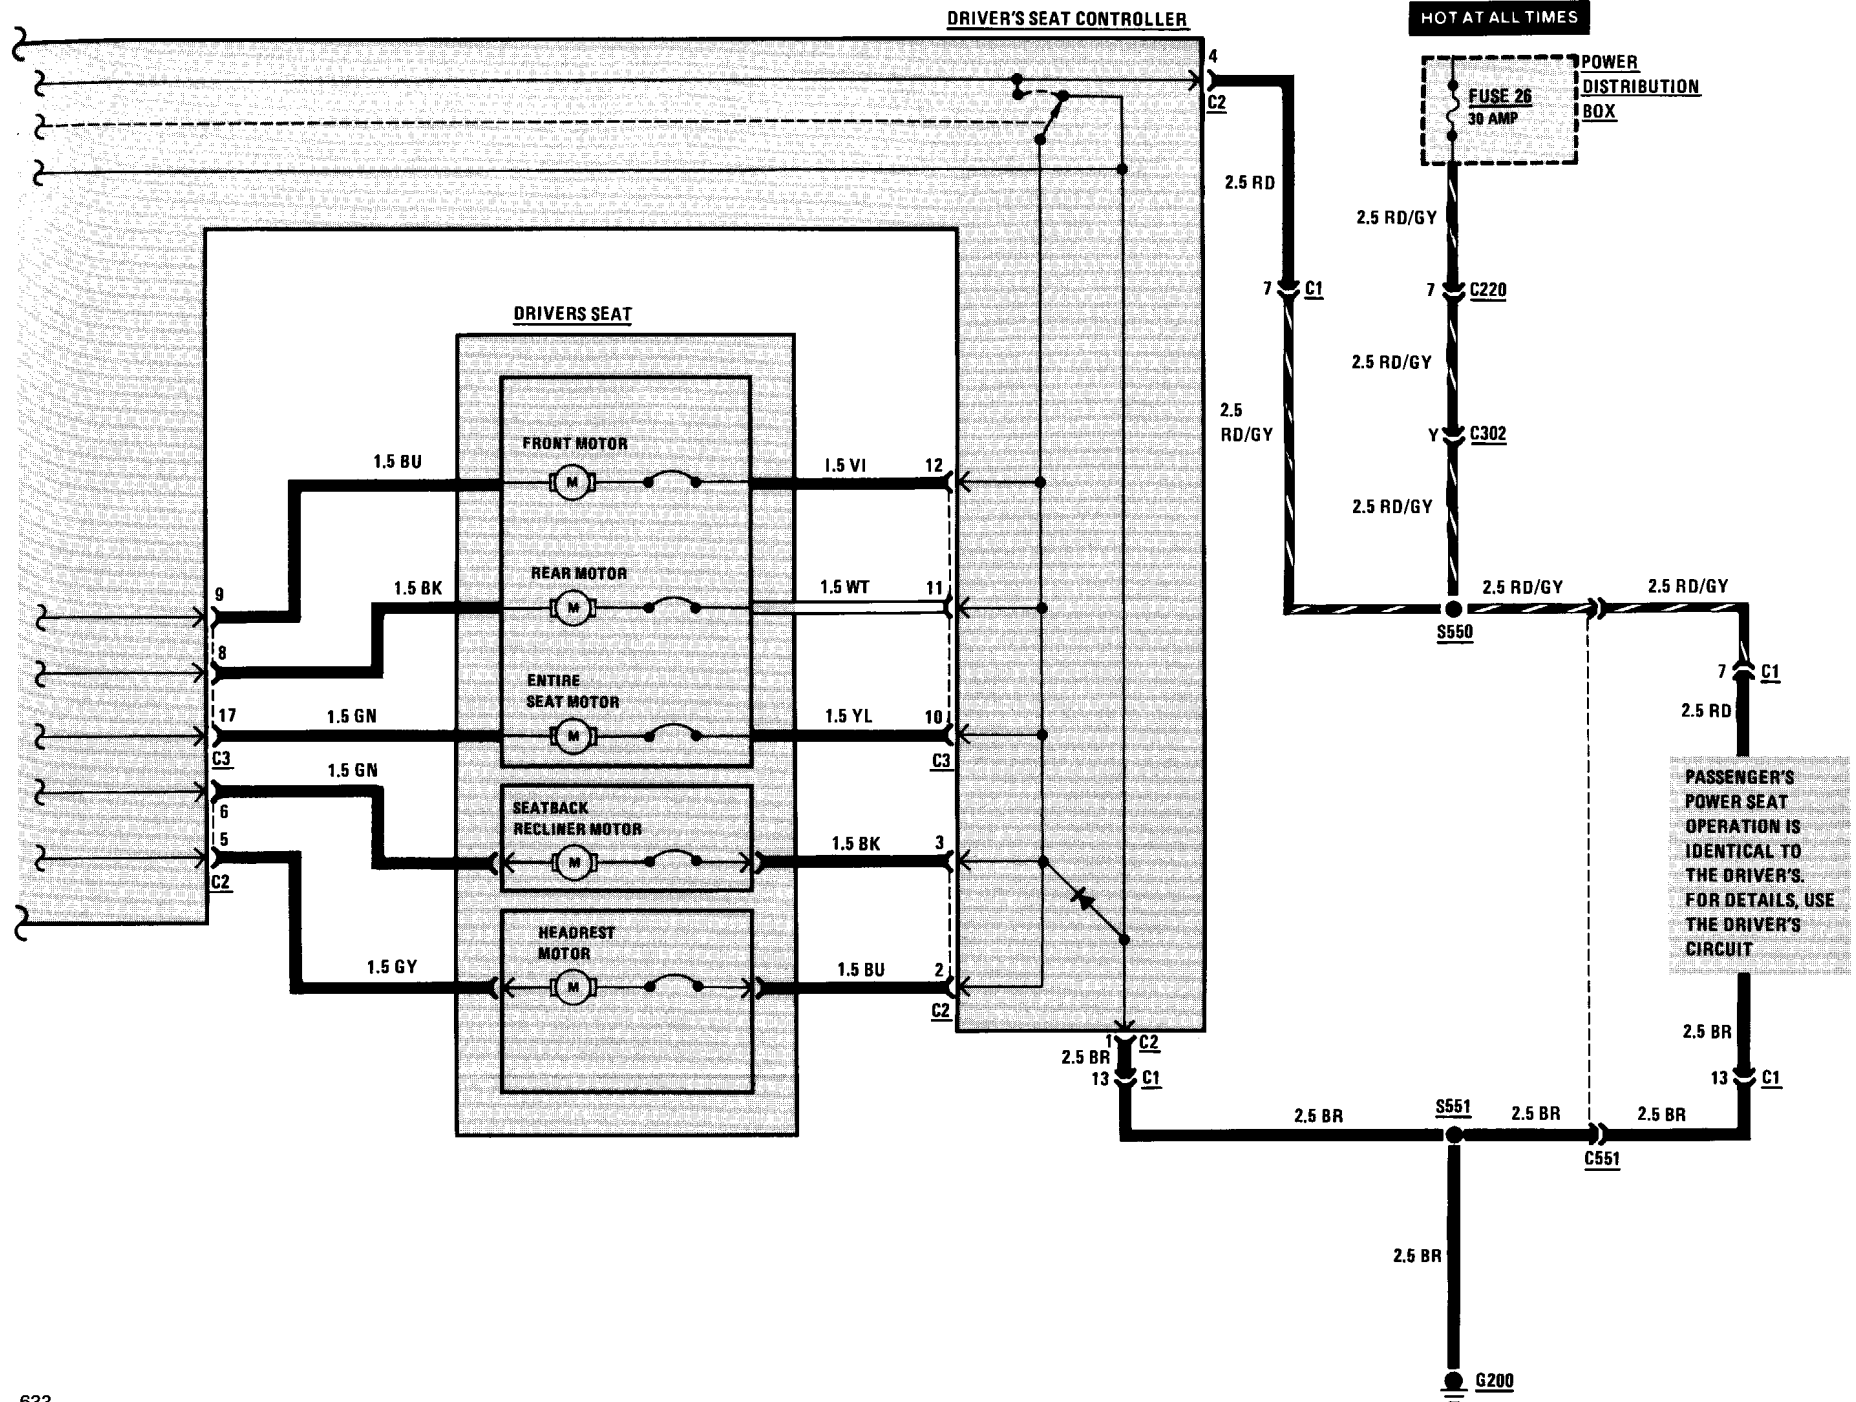 DRIVER'S SEAT CONTROLLER
HOT AT ALL TIMES
POWER
DISTRIBUTION
BOX
FUSE 26
30 AMP
4
C2
2.5 RD
2.5 RD/GY
7 C1
7 C220
DRIVERS SEAT
2.5 RD/GY
2.5
RD/GY
Y C302
FRONT MOTOR
1.5 BU
1.5 VI
12
2.5 RD/GY
REAR MOTOR
1.5 BK
1.5 WT
11
9
2.5 RD/GY
2.5 RD/GY
S550
8
ENTIRE
SEAT MOTOR
7 C1
17
1.5 GN
1.5 YL
10
2.5 RD
C3
C3
1.5 GN
6
SEATBACK
RECLINER MOTOR
5
1.5 BK
3
C2
PASSENGER'S
POWER SEAT
OPERATION IS
IDENTICAL TO
THE DRIVER'S.
FOR DETAILS, USE
THE DRIVER'S
CIRCUIT
HEADREST
MOTOR
1.5 GY
1.5 BU
2
C2
1 C2
2.5 BR
13 C1
2.5 BR
13 C1
2.5 BR
S551
2.5 BR
2.5 BR
C551
2.5 BR
G200
M
M
M
M
M